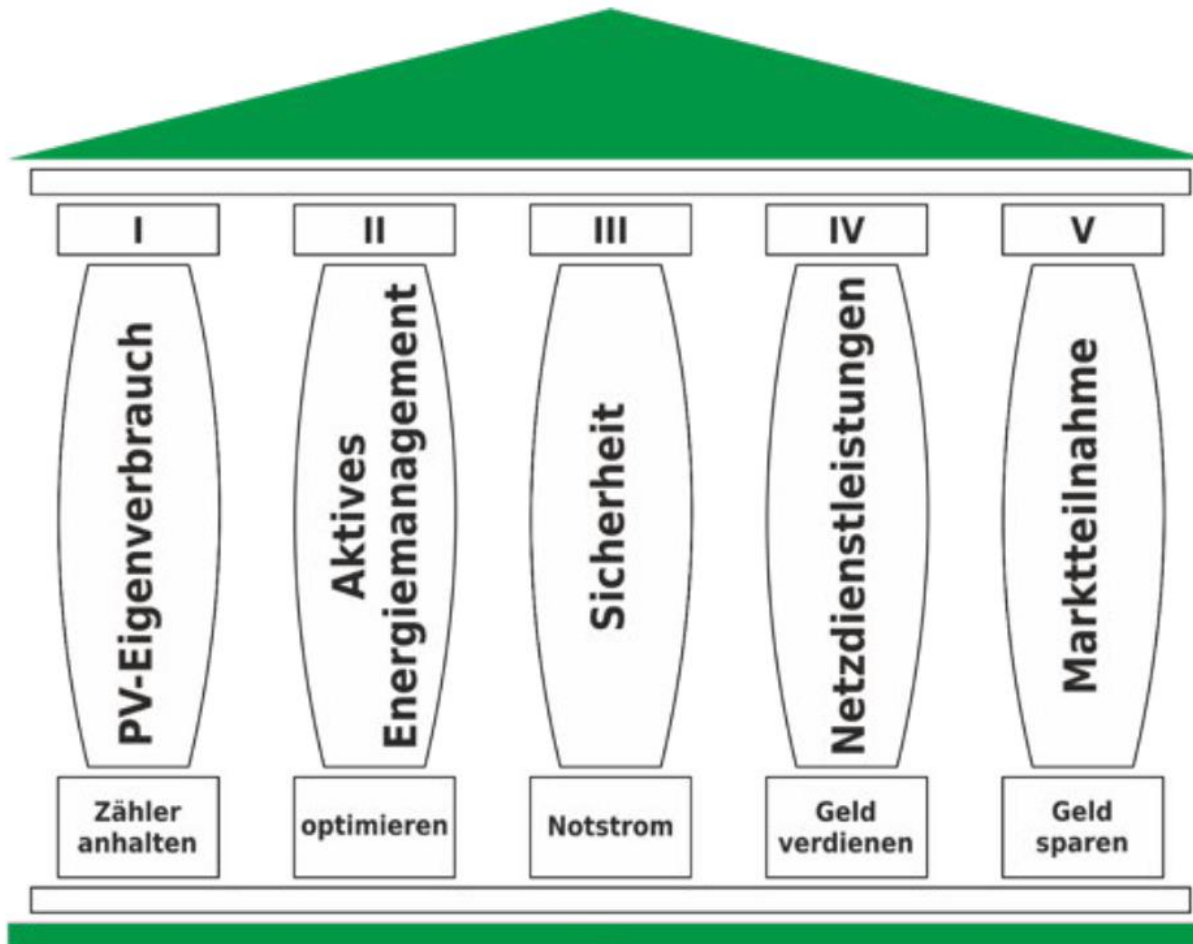 I
II
III
IV
V
PV-Eigenverbrauch
Aktives
Energiemanagement
Sicherheit
Netzdienstleistungen
Marktteilnahme
Zähler
anhalten
optimieren
Notstrom
Geld
verdienen
Geld
sparen